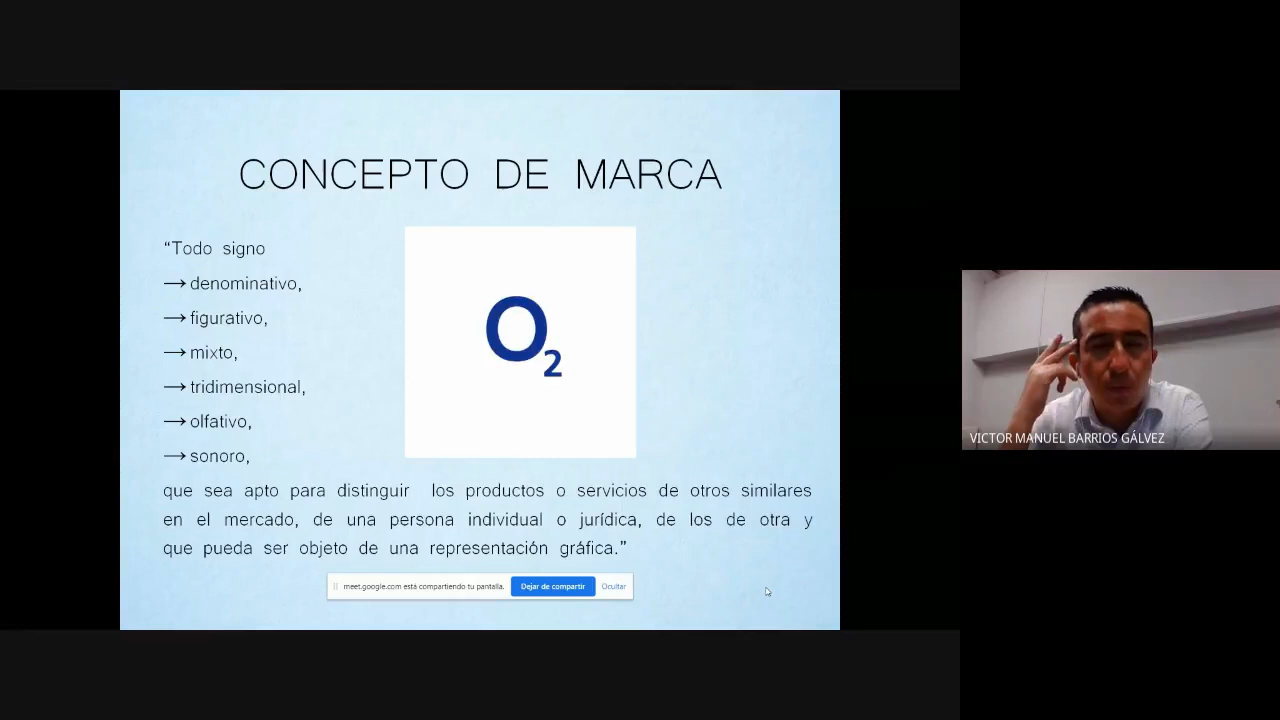 CONCEPTO DE MARCA
“Todo signo
→denominativo,
→figurativo,
→mixto,
→tridimensional,
→olfativo,
→sonoro,
que sea apto para distinguir los productos o servicios de otros similares
en el mercado, de una persona individual o jurídica, de los de otra y
que pueda ser objeto de una representación gráfica.”
O2
meet.google.com está compartiendo tu pantalla. Dejar de compartir Ocultar
VICTOR MANUEL BARRIOS GÁLVEZ